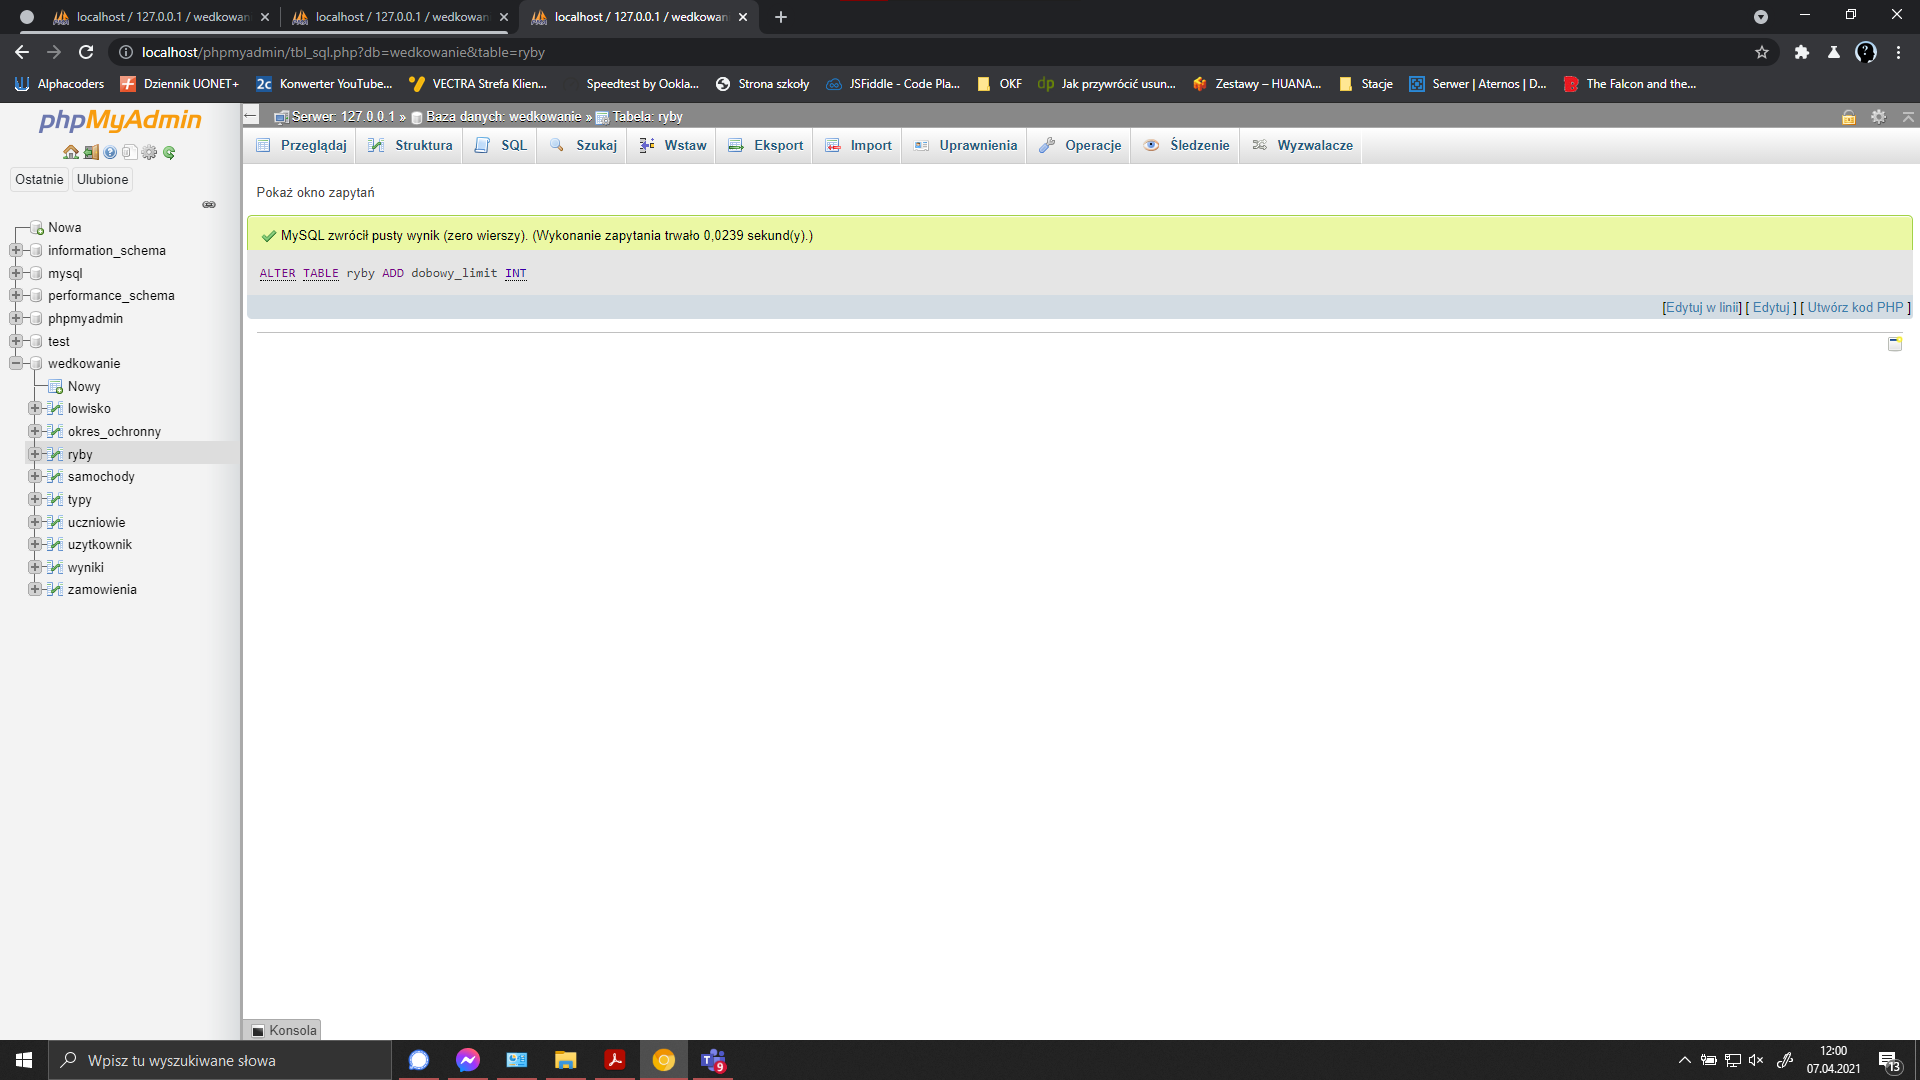 localhost / 127.0.0.1 / wedkowan
localhost / 127.0.0.1 / wedkowan
localhost / 127.0.0.1 / wedkowan
localhost/phpmyadmin/tbl_sql.php?db=wedkowanie&table=ryby
Alphacoders
Dziennik UONET+
2c Konwerter YouTube...
VECTRA Strefa Klien...
Speedtest by Ookla...
Strona szkoły
JSFiddle - Code Pla...
OKF
dp Jak przywrócić usun...
Zestawy – HUANA...
Stacje
Serwer | Aternos | D...
The Falcon and the...
phpMyAdmin
Ostatnie
Ulubione
Nowa
information_schema
mysql
performance_schema
phpmyadmin
test
wedkowanie
Nowy
lowisko
okres_ochronny
ryby
samochody
typy
uczniowie
uzytkownik
wyniki
zamowienia
Serwer: 127.0.0.1 » Baza danych: wedkowanie » Tabela: ryby
Przeglądaj
Struktura
SQL
Szukaj
Wstaw
Eksport
Import
Uprawnienia
Operacje
Śledzenie
Wyzwalacze
Pokaż okno zapytań
MySQL zwrócił pusty wynik (zero wierszy). (Wykonanie zapytania trwało 0,0239 sekund(y).)
ALTER TABLE ryby ADD dobowy_limit INT
[Edytuj w linii] [ Edytuj ] [ Utwórz kod PHP ]
Konsola
Wpisz tu wyszukiwane słowa
9
12:00
07.04.2021
13